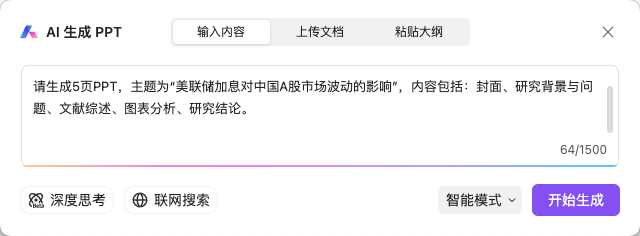 AI 生成 PPT
输入内容
上传文档
粘贴大纲
请生成5页PPT，主题为“美联储加息对中国A股市场波动的影响”，内容包括：封面、研究背景与问
题、文献综述、图表分析、研究结论。
64/1500
深度思考
联网搜索
智能模式
开始生成